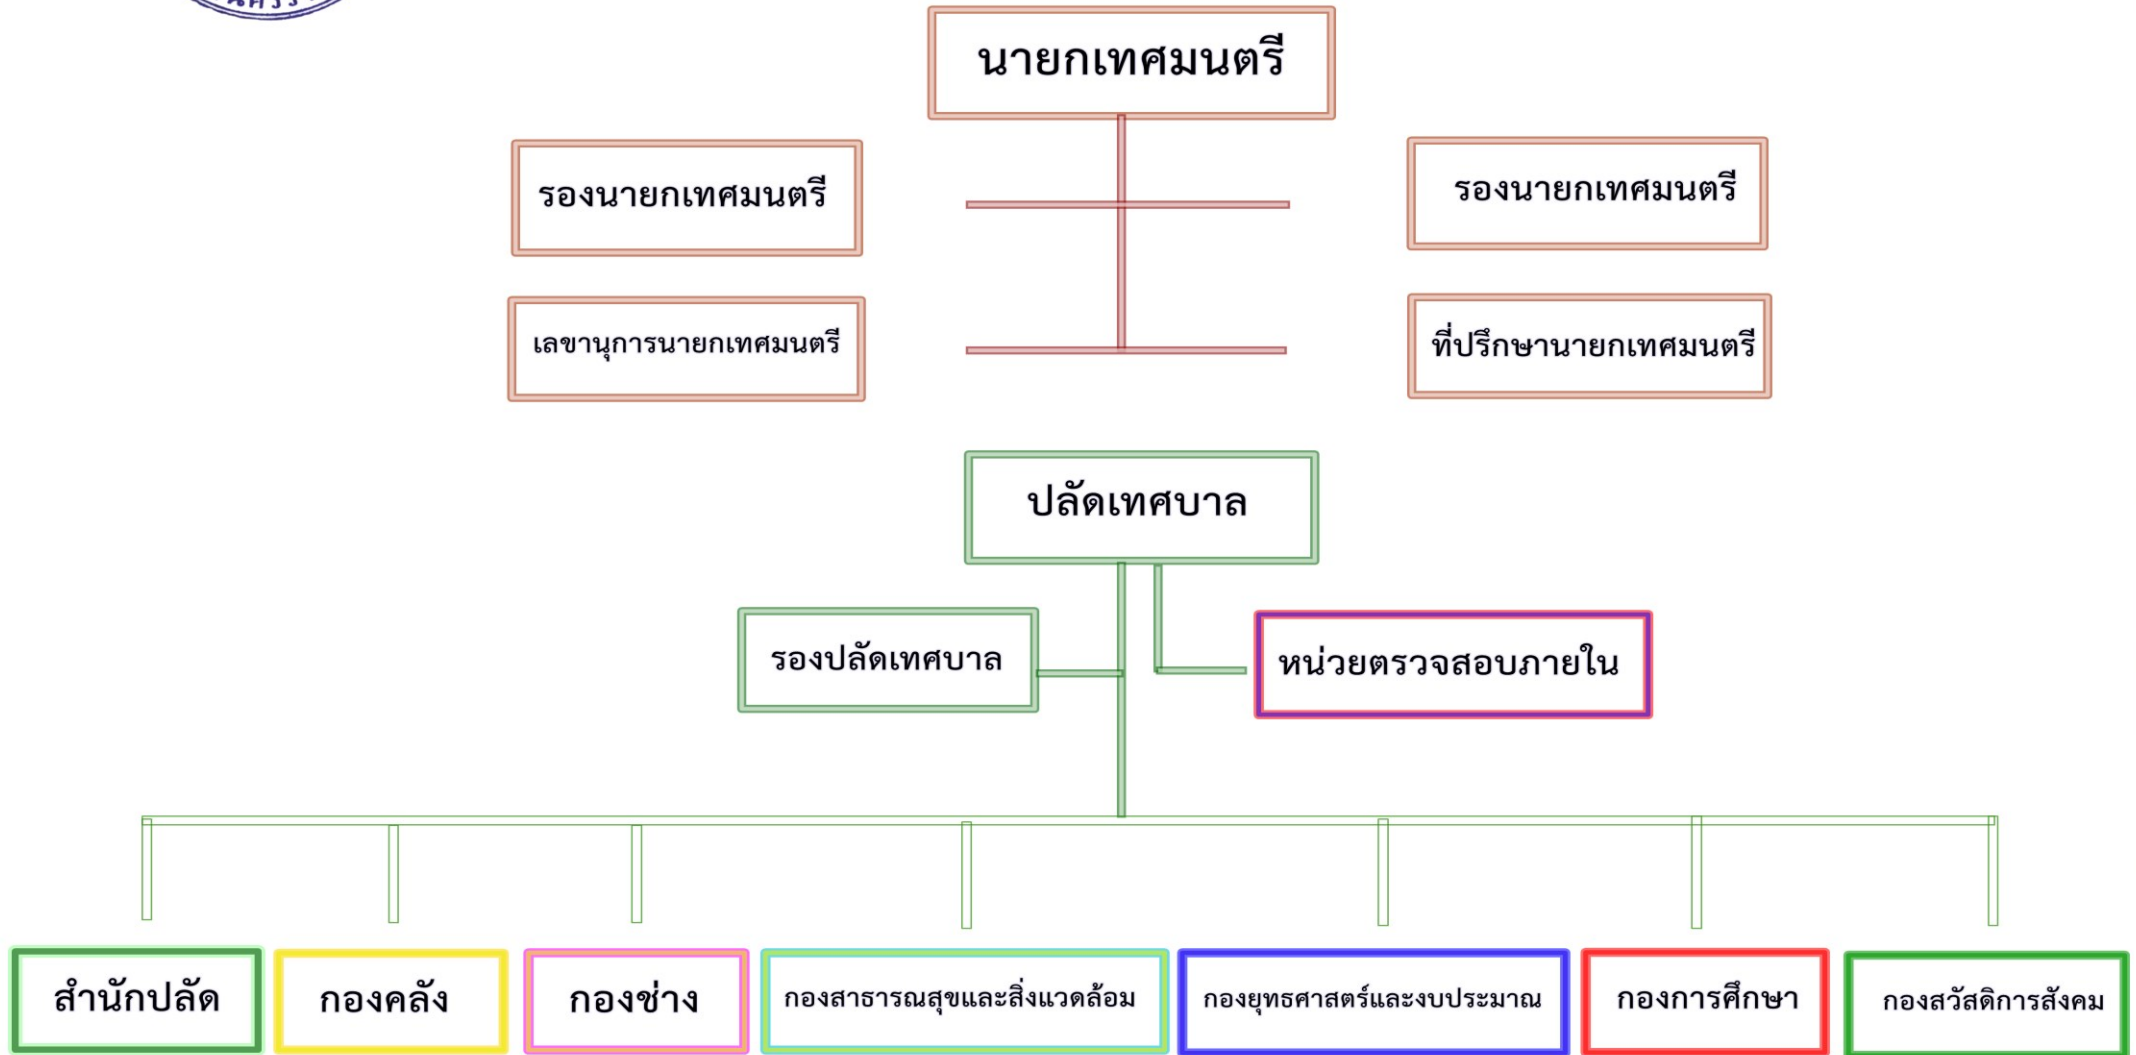 นายกเทศมนตรี
รองนายกเทศมนตรี
รองนายกเทศมนตรี
เลขานุการนายกเทศมนตรี
ที่ปรึกษานายกเทศมนตรี
ปลัดเทศบาล
รองปลัดเทศบาล
หน่วยตรวจสอบภายใน
สำนักปลัด
กองคลัง
กองช่าง
กองสาธารณสุขและสิ่งแวดล้อม
กองยุทธศาสตร์และงบประมาณ
กองการศึกษา
กองสวัสดิการสังคม